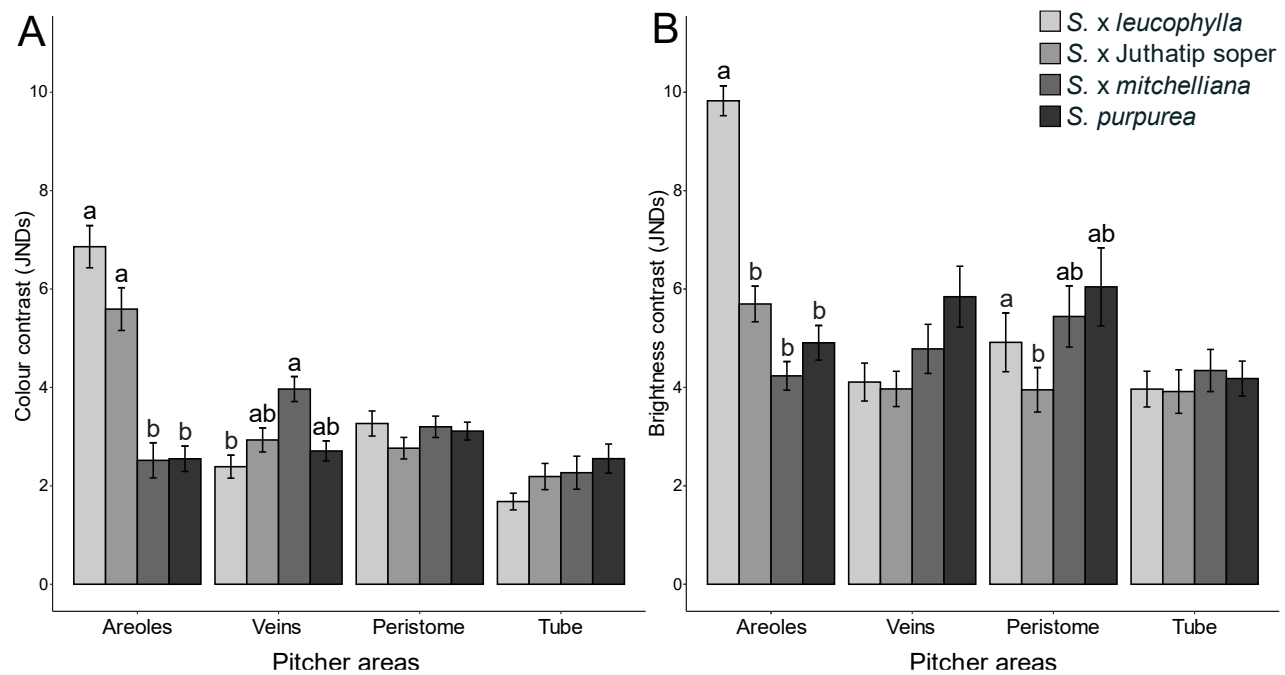 A
Colour contrast (JNDs)
10
8
6
4
2
0
a
a
b
b
b
ab
a
ab
Areoles
Veins
Peristome
Tube
Pitcher areas
B
S. x leucophylla
S. x Juthatip soper
S. x mitchelliana
S. purpurea
Brightness contrast (JNDs)
10
8
6
4
2
0
a
b
b
b
a
b
ab
ab
Areoles
Veins
Peristome
Tube
Pitcher areas